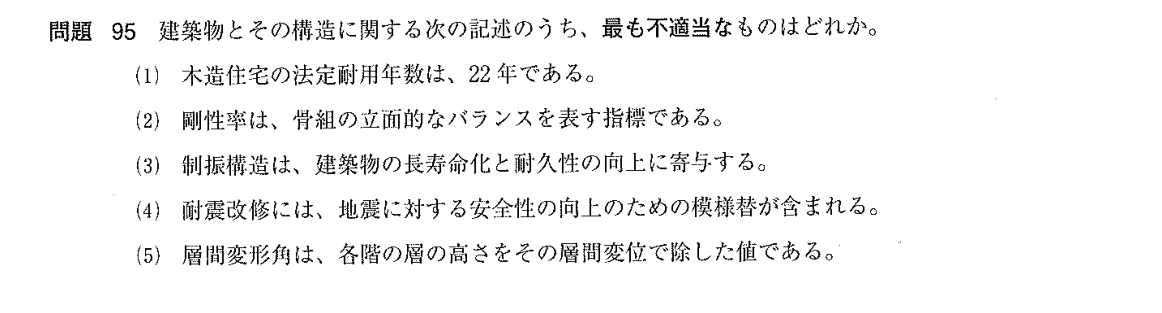 問題 95 建築物とその構造に関する次の記述のうち、最も不適当なものはどれか。
(1) 木造住宅の法定耐用年数は、22年である。
(2) 剛性率は、骨組の立面的なバランスを表す指標である。
(3) 制振構造は、建築物の長寿命化と耐久性の向上に寄与する。
(4) 耐震改修には、地震に対する安全性の向上のための模様替が含まれる。
(5) 層間変形角は、各階の層の高さをその層間変位で除した値である。